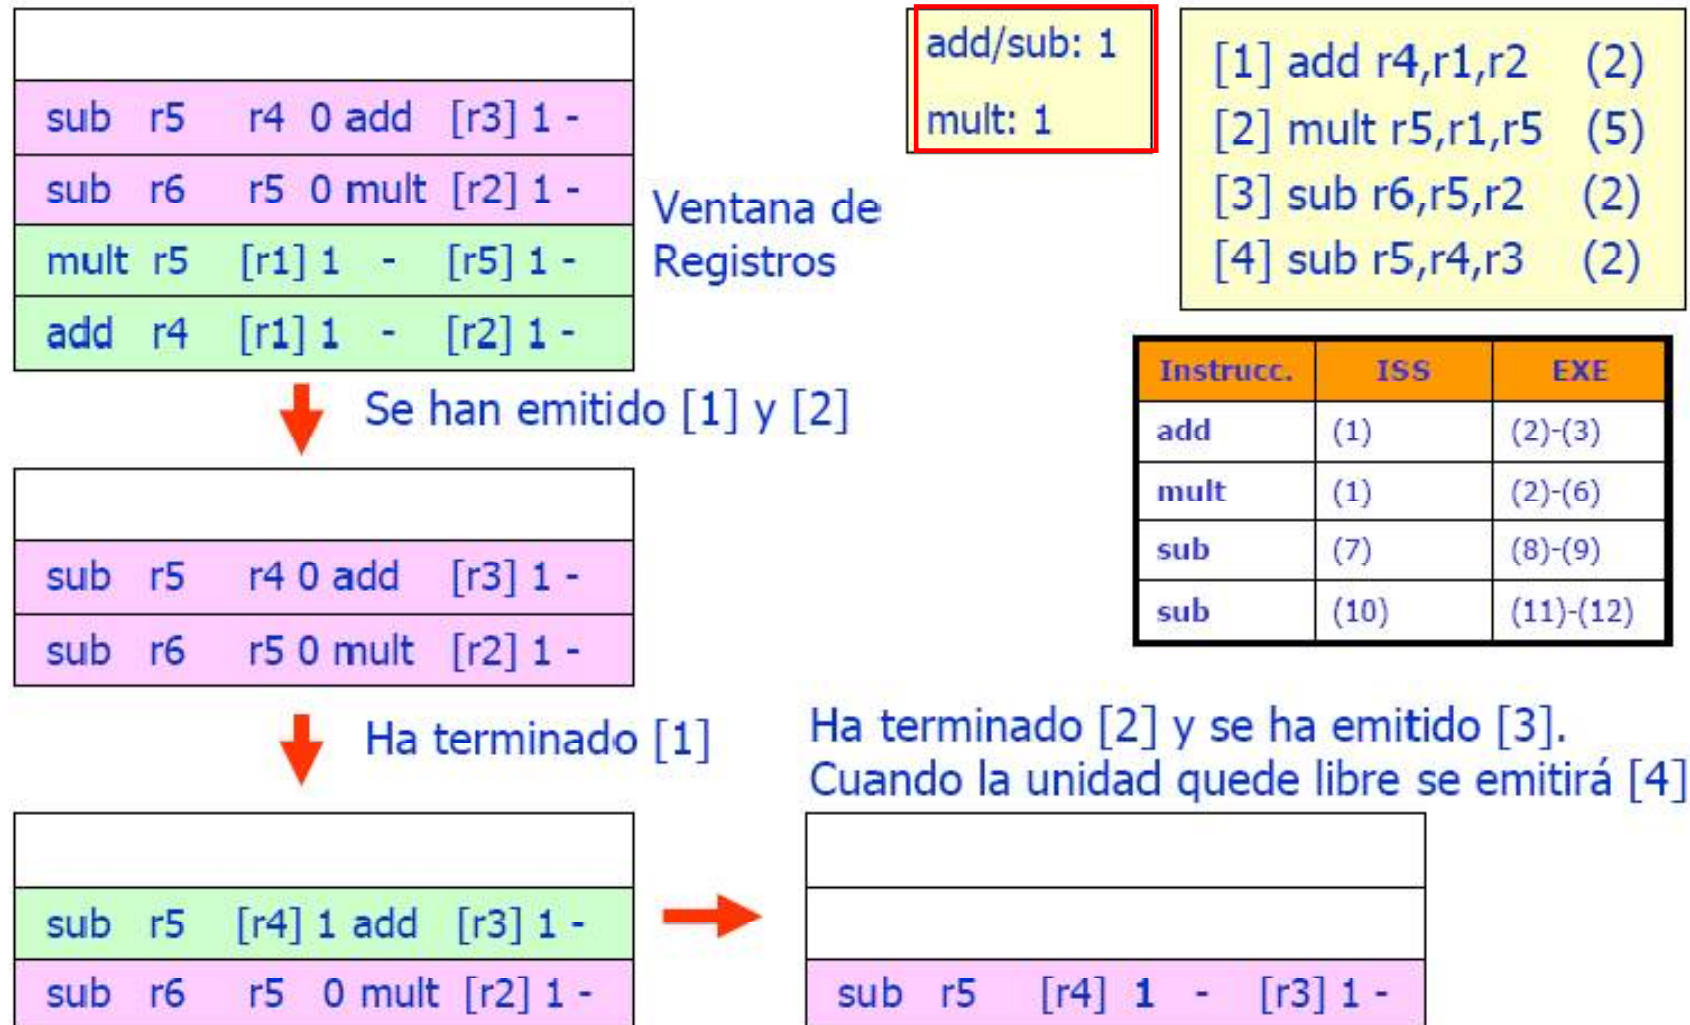 sub r5 r4 0 add [r3] 1 -
sub r6 r5 0 mult [r2] 1 -
mult r5 [r1] 1 - [r5] 1 -
add r4 [r1] 1 - [r2] 1 -
Ventana de
Registros
add/sub: 1
mult: 1
[1] add r4,r1,r2 (2)
[2] mult r5,r1,r5 (5)
[3] sub r6,r5,r2 (2)
[4] sub r5,r4,r3 (2)
Instrucc. ISS EXE
add (1) (2)-(3)
mult (1) (2)-(6)
sub (7) (8)-(9)
sub (10) (11)-(12)
Se han emitido [1] y [2]
sub r5 r4 0 add [r3] 1 -
sub r6 r5 0 mult [r2] 1 -
Ha terminado [1]
Ha terminado [2] y se ha emitido [3].
Cuando la unidad quede libre se emitirá [4]
sub r5 [r4] 1 add [r3] 1 -
sub r6 r5 0 mult [r2] 1 -
sub r5 [r4] 1 - [r3] 1 -